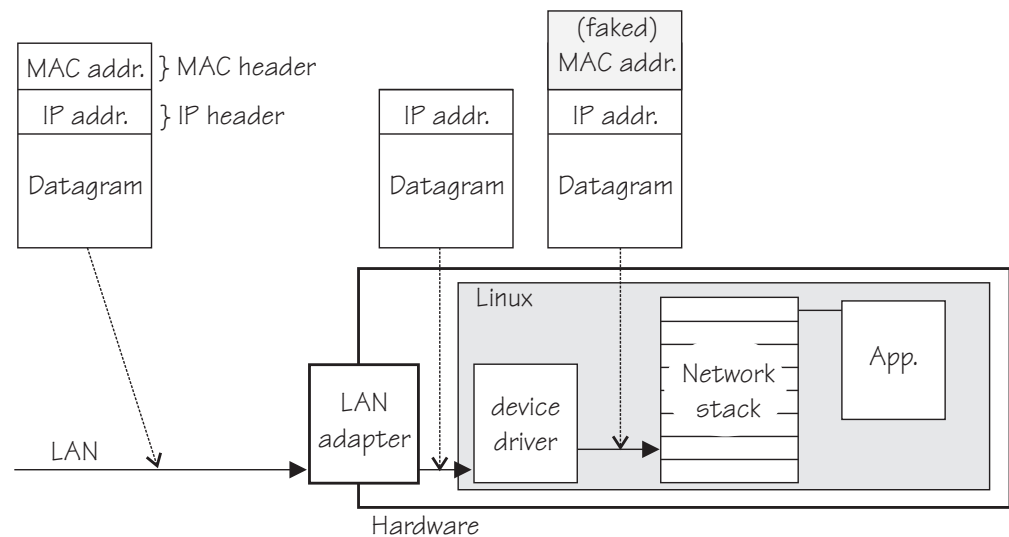 MAC addr.
} MAC header
IP addr.
} IP header
Datagram
IP addr.
Datagram
(faked)
MAC addr.
IP addr.
Datagram
Linux
LAN
LAN
adapter
device
driver
Network
stack
App.
Hardware